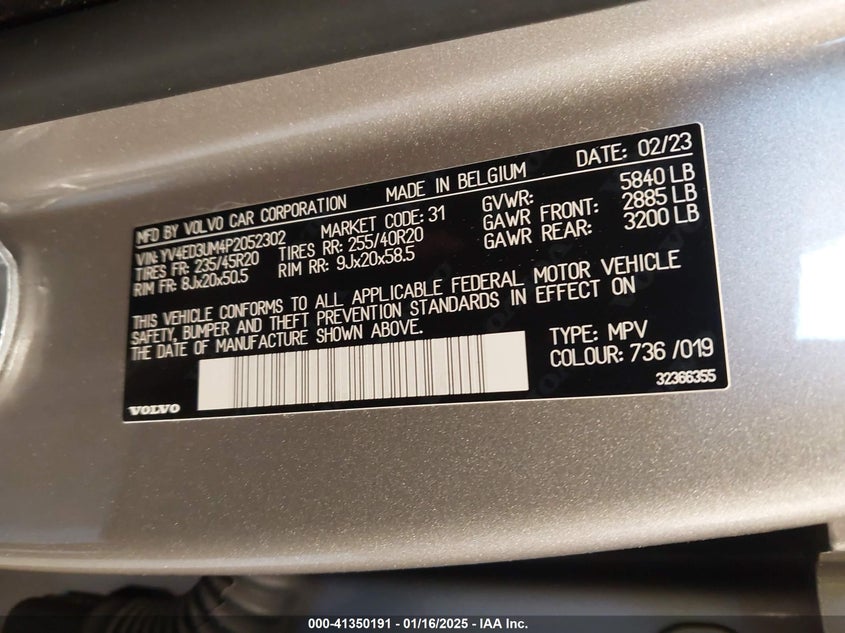 MFD BY VOLVO CAR CORPORATION MADE IN BELGIUM DATE: 02/23
VIN: YV4ED3UM4P2052302 MARKET CODE: 31 GVWR: 5840 LB
TIRES FR: 235/45R20 TIRES RR: 255/40R20 GAWR FRONT: 2885 LB
RIM FR: 8Jx20x50.5 RIM RR: 9Jx20x58.5 GAWR REAR: 3200 LB
THIS VEHICLE CONFORMS TO ALL APPLICABLE FEDERAL MOTOR VEHICLE
SAFETY, BUMPER AND THEFT PREVENTION STANDARDS IN EFFECT ON
THE DATE OF MANUFACTURE SHOWN ABOVE.
TYPE: MPV
COLOUR: 736 /019
32366355
VOLVO
000-41350191 - 01/16/2025 - IAA Inc.